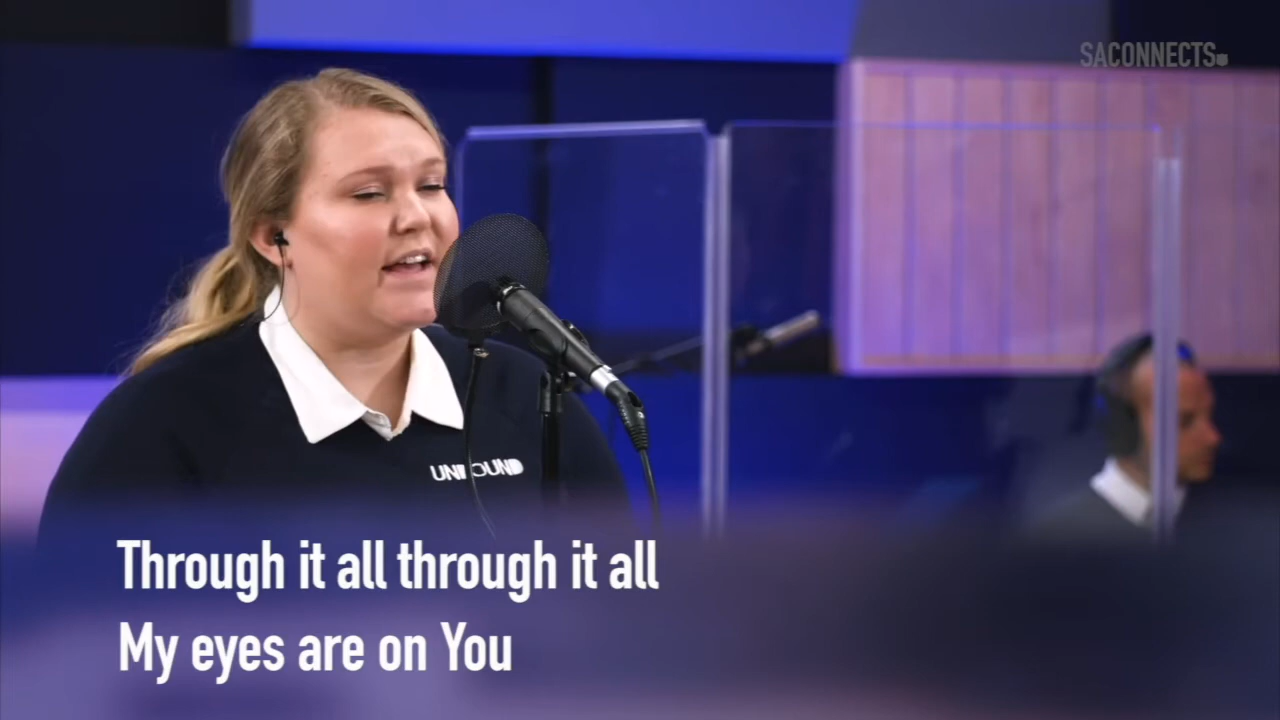 SACONNECTS
UNBOUND
Through it all through it all
My eyes are on You